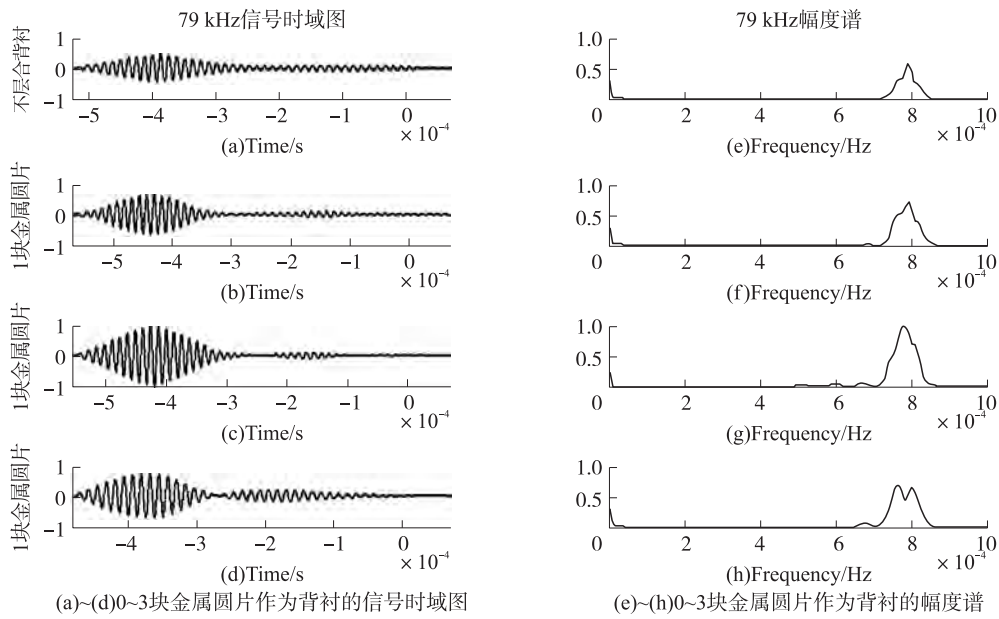 79 kHz信号时域图
不层合背衬
1
0
−1
−5 −4 −3 −2 −1 0
× 10⁻⁴
(a)Time/s
1块金属圆片
1
0
−1
−5 −4 −3 −2 −1 0
× 10⁻⁴
(b)Time/s
1块金属圆片
1
0
−1
−5 −4 −3 −2 −1 0
× 10⁻⁴
(c)Time/s
1块金属圆片
1
0
−1
−4 −3 −2 −1 0
× 10⁻⁴
(d)Time/s
(a)~(d)0~3块金属圆片作为背衬的信号时域图
79 kHz幅度谱
1.0
0.5
0 2 4 6 8 10
× 10⁻⁴
(e)Frequency/Hz
1.0
0.5
0 2 4 6 8 10
× 10⁻⁴
(f)Frequency/Hz
1.0
0.5
0 2 4 6 8 10
× 10⁻⁴
(g)Frequency/Hz
1.0
0.5
0 2 4 6 8 10
× 10⁻⁴
(h)Frequency/Hz
(e)~(h)0~3块金属圆片作为背衬的幅度谱